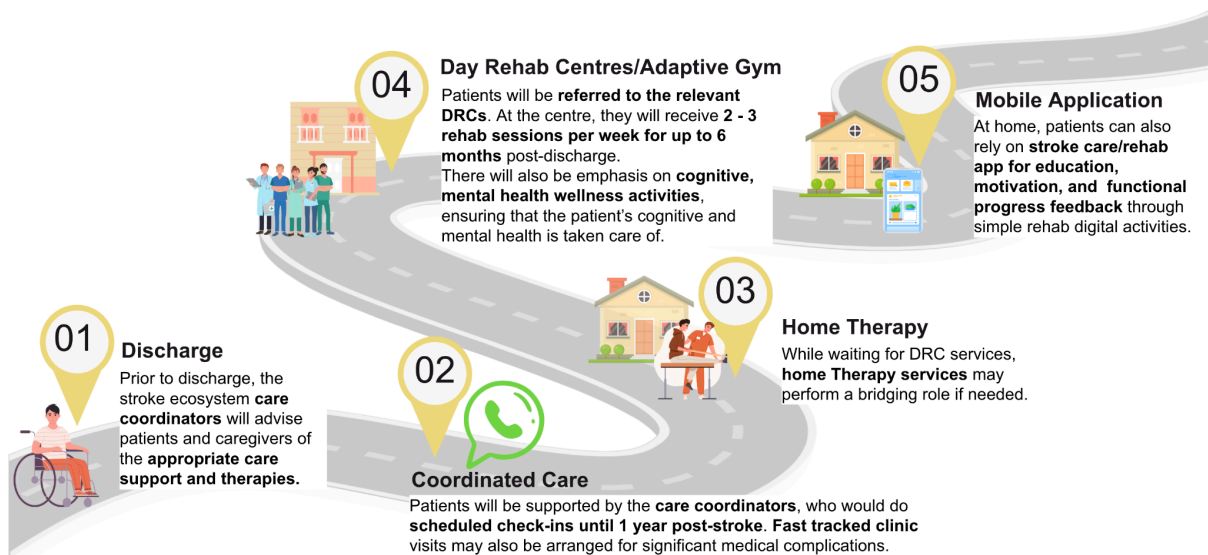 01
Discharge
Prior to discharge, the
stroke ecosystem care
coordinators will advise
patients and caregivers of
the appropriate care
support and therapies.
02
Coordinated Care
Patients will be supported by the care coordinators, who would do
scheduled check-ins until 1 year post-stroke. Fast tracked clinic
visits may also be arranged for significant medical complications.
03
Home Therapy
While waiting for DRC services,
home Therapy services may
perform a bridging role if needed.
04
Day Rehab Centres/Adaptive Gym
Patients will be referred to the relevant
DRCs. At the centre, they will receive 2 - 3
rehab sessions per week for up to 6
months post-discharge.
There will also be emphasis on cognitive,
mental health wellness activities,
ensuring that the patient's cognitive and
mental health is taken care of.
05
Mobile Application
At home, patients can also
rely on stroke care/rehab
app for education,
motivation, and functional
progress feedback through
simple rehab digital activities.